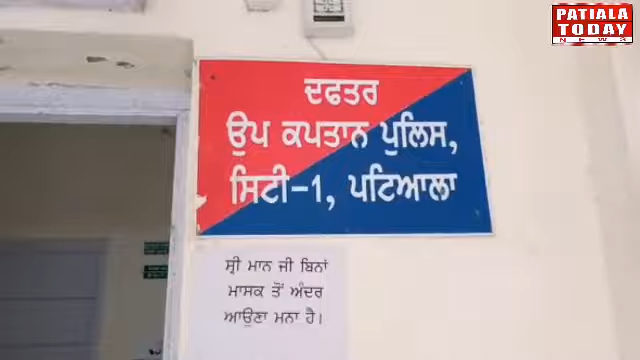 PATIALA
TODAY
NEWS
ਦਫਤਰ
ਉਪ ਕਪਤਾਨ ਪੁਲਿਸ,
ਸਿਟੀ-1, ਪਟਿਆਲਾ
ਸ੍ਰੀ ਮਾਨ ਜੀ ਬਿਨਾਂ
ਮਾਸਕ ਤੋਂ ਅੰਦਰ
ਆਉਣਾ ਮਨਾ ਹੈ।